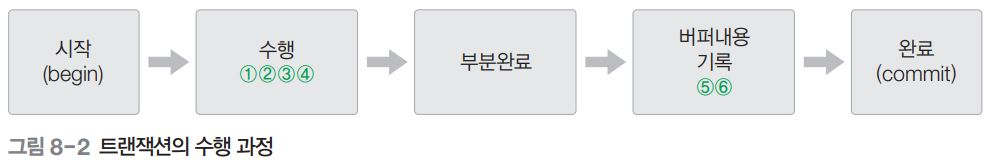 시작
(begin)
수행
①②③④
부분완료
버퍼내용
기록
⑤⑥
완료
(commit)
그림 8-2 트랜잭션의 수행 과정